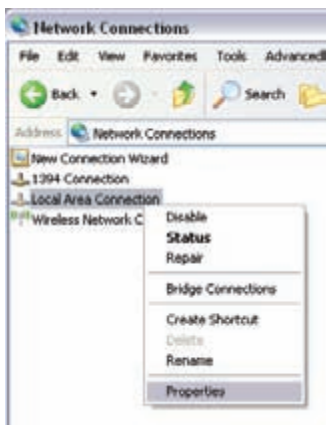 Network Connections
File Edit View Favorites Tools Advanced
Back Search
Address Network Connections
New Connection Wizard
1394 Connection
Local Area Connection
Wireless Network C
Disable
Status
Repair
Bridge Connections
Create Shortcut
Delete
Rename
Properties